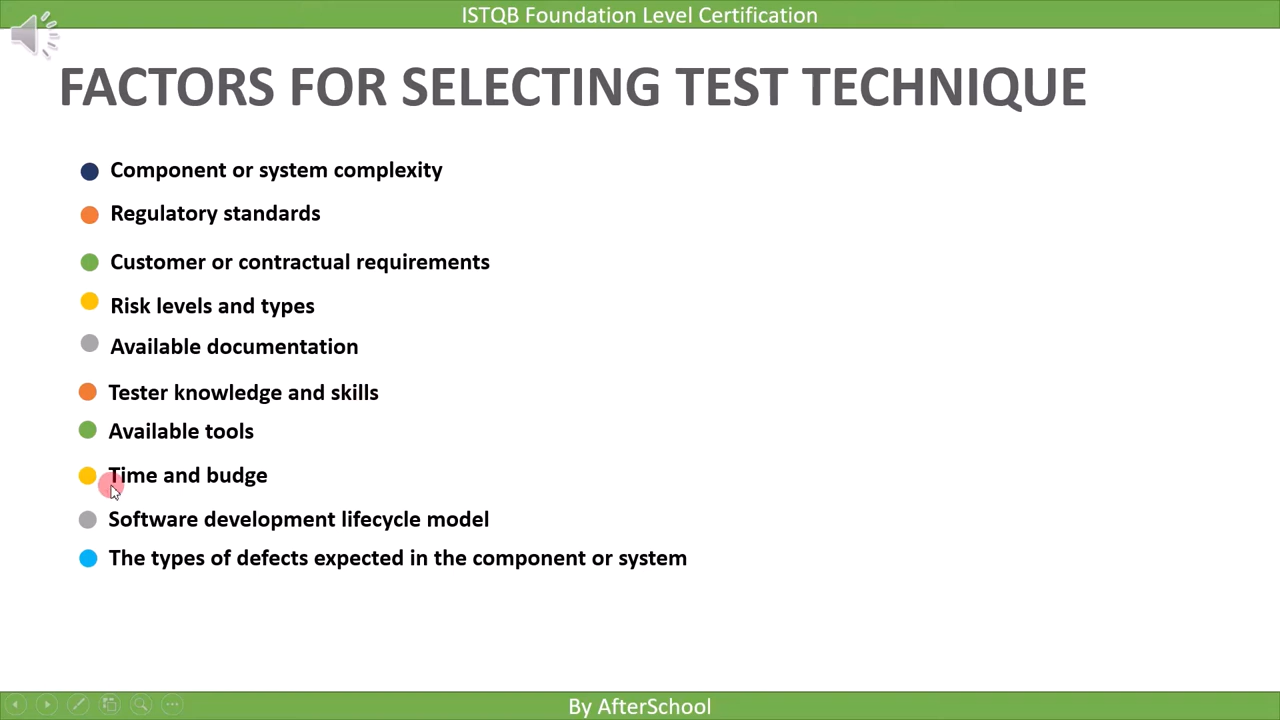 ISTQB Foundation Level Certification
FACTORS FOR SELECTING TEST TECHNIQUE
Component or system complexity
Regulatory standards
Customer or contractual requirements
Risk levels and types
Available documentation
Tester knowledge and skills
Available tools
Time and budge
Software development lifecycle model
The types of defects expected in the component or system
By AfterSchool